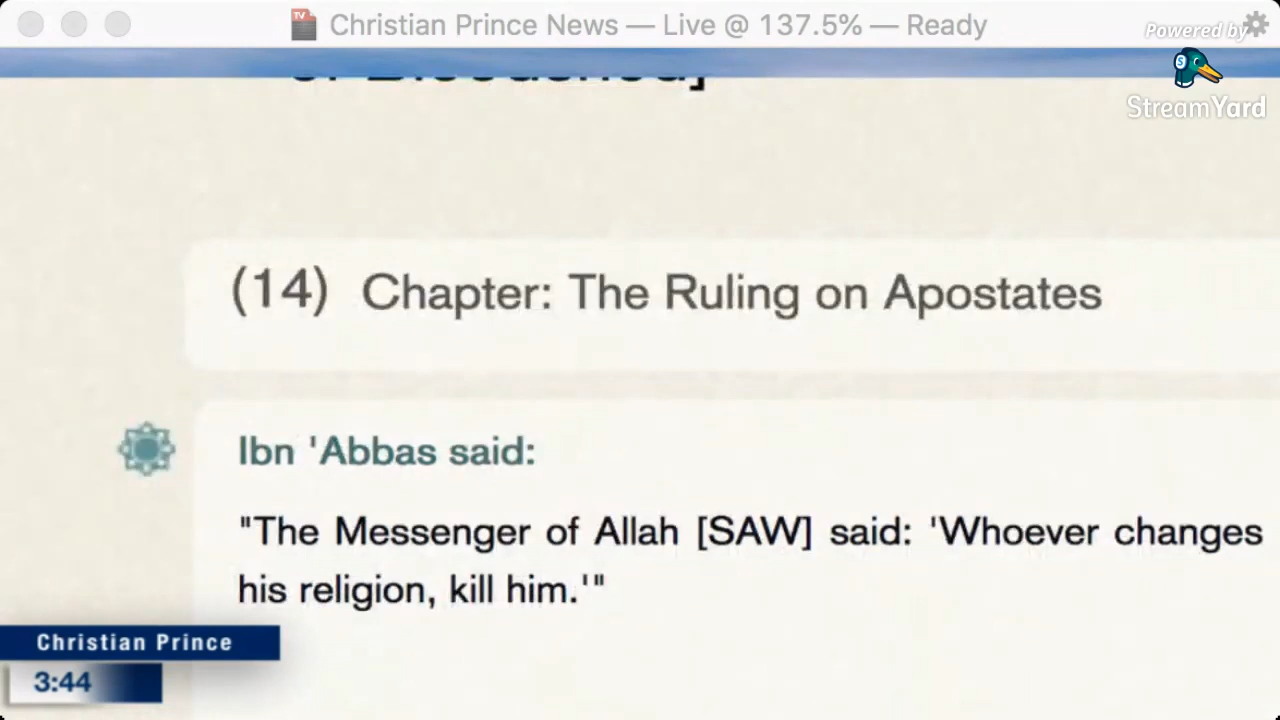 Christian Prince News — Live @ 137.5% — Ready
Powered by
StreamYard
(14) Chapter: The Ruling on Apostates
Ibn 'Abbas said:
"The Messenger of Allah [SAW] said: 'Whoever changes
his religion, kill him.'"
Christian Prince
3:44